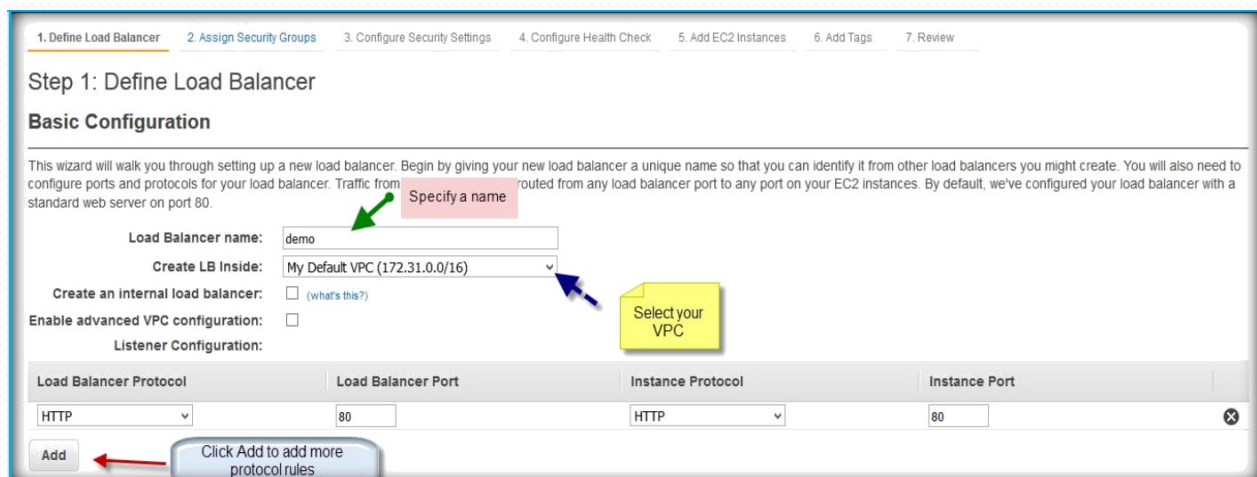 1. Define Load Balancer 2. Assign Security Groups 3. Configure Security Settings 4. Configure Health Check 5. Add EC2 Instances 6. Add Tags 7. Review
Step 1: Define Load Balancer
Basic Configuration
This wizard will walk you through setting up a new load balancer. Begin by giving your new load balancer a unique name so that you can identify it from other load balancers you might create. You will also need to
configure ports and protocols for your load balancer. Traffic from routed from any load balancer port to any port on your EC2 instances. By default, we've configured your load balancer with a
standard web server on port 80.
Specify a name
Load Balancer name: demo
Create LB Inside: My Default VPC (172.31.0.0/16)
Create an internal load balancer: (what's this?)
Select your
VPC
Enable advanced VPC configuration:
Listener Configuration:
Load Balancer Protocol Load Balancer Port Instance Protocol Instance Port
HTTP 80 HTTP 80
Add
Click Add to add more
protocol rules